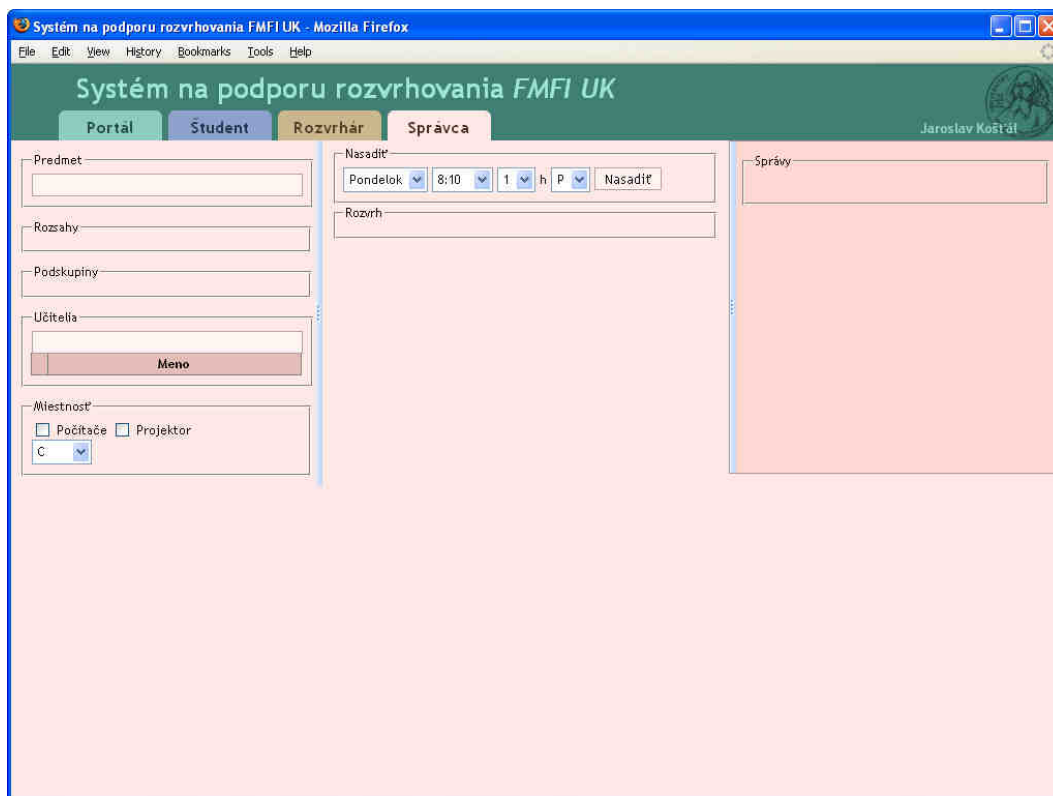 Systém na podporu rozvrhovania FMFI UK - Mozilla Firefox
File Edit View History Bookmarks Tools Help
Systém na podporu rozvrhovania FMFI UK
Portál Študent Rozvrhár Správca
Jaroslav Košťál
Predmet
Rozsahy
Podskupiny
Učitelia
Meno
Miestnosť
Počítače Projektor
C
Nasadiť
Pondelok 8:10 1 h P Nasadiť
Rozvrh
Správy